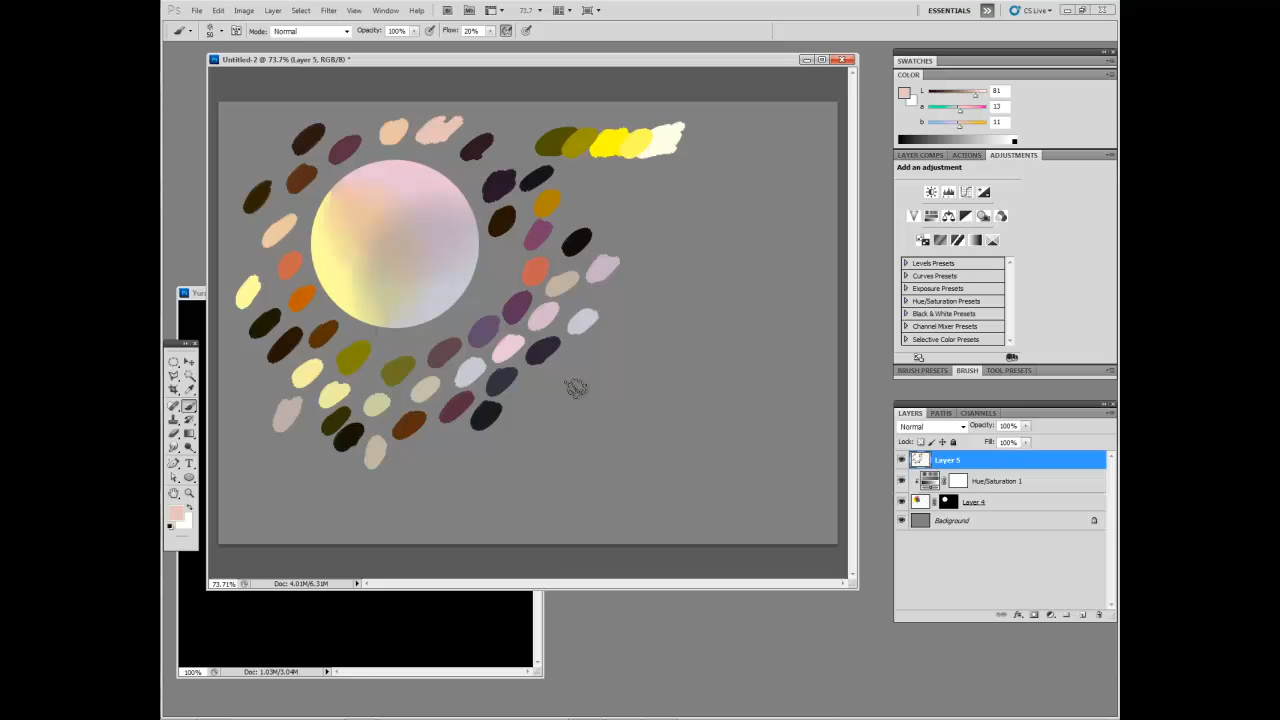 Ps File Edit Image Layer Select Filter View Window Help 73.7 ESSENTIALS CS Live
50 Mode: Normal Opacity: 100% Flow: 20%
Untitled-2 @ 73.7% (Layer 5, RGB/8) *
SWATCHES
COLOR
L 81
a 13
b 11
LAYER COMPS ACTIONS ADJUSTMENTS
Add an adjustment
Levels Presets
Curves Presets
Exposure Presets
Hue/Saturation Presets
Black & White Presets
Channel Mixer Presets
Selective Color Presets
BRUSH PRESETS BRUSH TOOL PRESETS
LAYERS PATHS CHANNELS
Normal Opacity: 100%
Lock: Fill: 100%
Layer 5
Hue/Saturation 1
Layer 4
Background
73.71% Doc: 4.01M/6.31M
100% Doc: 1.03M/3.04M